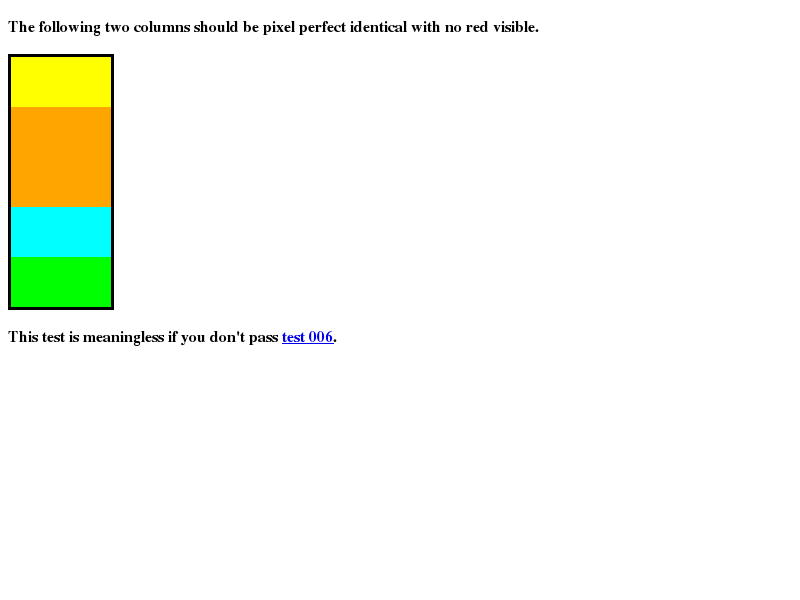 The following two columns should be pixel perfect identical with no red visible.
This test is meaningless if you don't pass test 006.